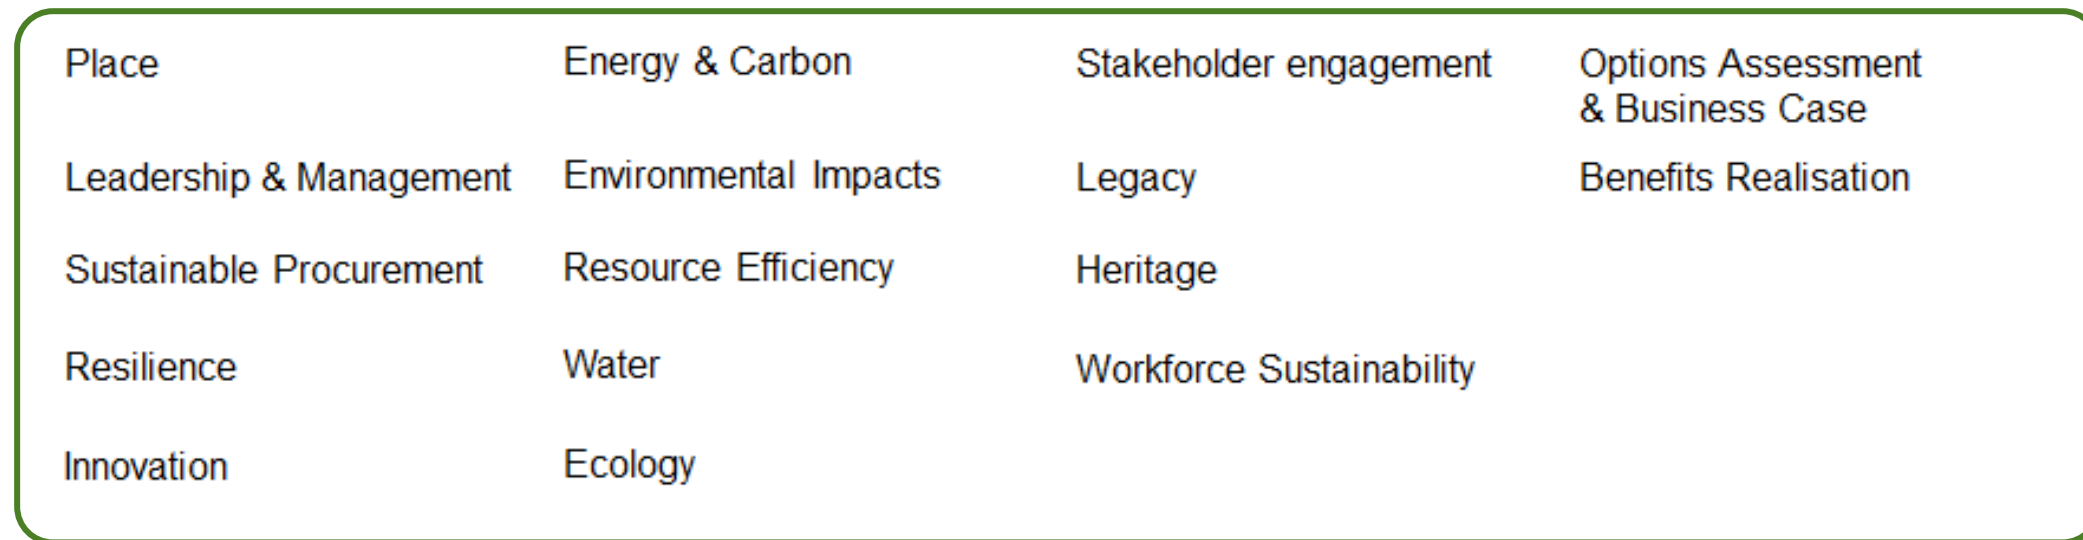 Place
Leadership & Management
Sustainable Procurement
Resilience
Innovation
Energy & Carbon
Environmental Impacts
Resource Efficiency
Water
Ecology
Stakeholder engagement
Legacy
Heritage
Workforce Sustainability
Options Assessment
& Business Case
Benefits Realisation